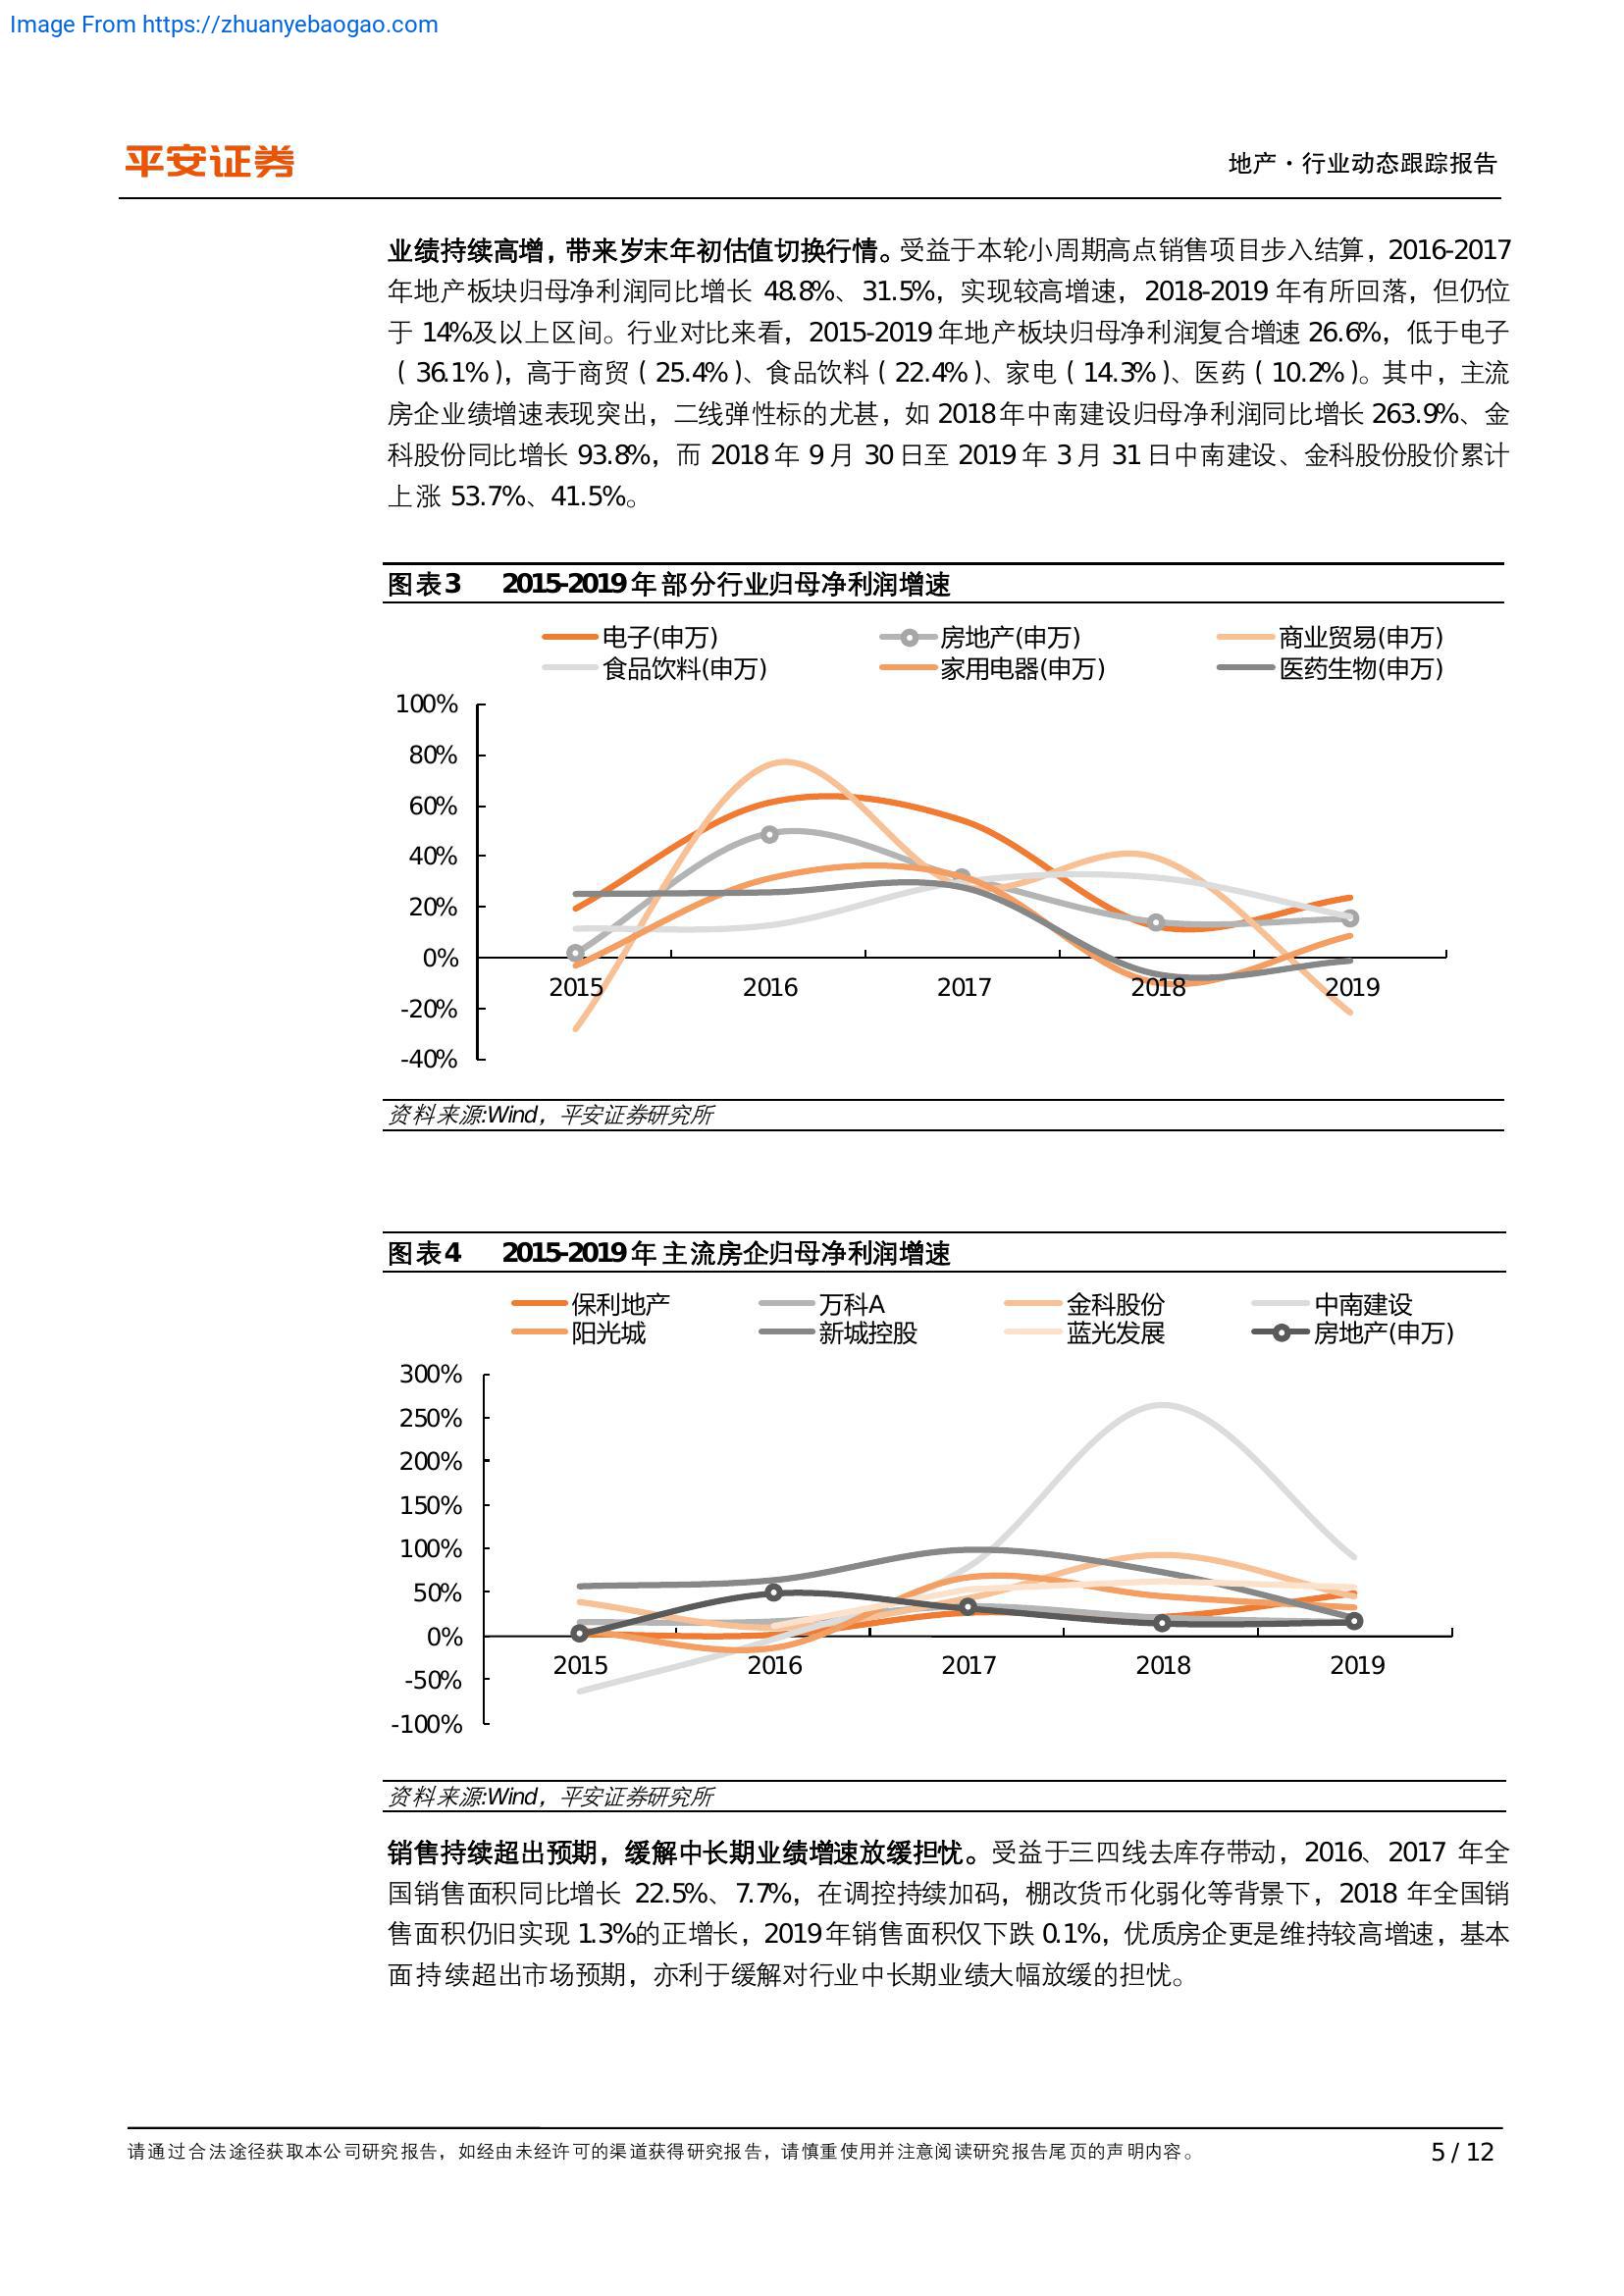 Image From https://zhuanyebaogao.com
平安证券
地产·行业动态跟踪报告
业绩持续高增，带来岁末年初估值切换行情。受益于本轮小周期高点销售项目步入结算，2016-2017
年地产板块归母净利润同比增长 48.8%、31.5%，实现较高增速，2018-2019 年有所回落，但仍位
于 14%及以上区间。行业对比来看，2015-2019 年地产板块归母净利润复合增速 26.6%，低于电子
（36.1%），高于商贸（25.4%）、食品饮料（22.4%）、家电（14.3%）、医药（10.2%）。其中，主流
房企业绩增速表现突出，二线弹性标的尤甚，如 2018 年中南建设归母净利润同比增长 263.9%、金
科股份同比增长 93.8%，而 2018 年 9 月 30 日至 2019 年 3 月 31 日中南建设、金科股份股价累计
上涨 53.7%、41.5%。
图表3 2015-2019 年部分行业归母净利润增速
电子(申万) 房地产(申万) 商业贸易(申万)
食品饮料(申万) 家用电器(申万) 医药生物(申万)
100%
80%
60%
40%
20%
0%
-20%
-40%
2015 2016 2017 2018 2019
资料来源:Wind，平安证券研究所
图表4 2015-2019 年主流房企归母净利润增速
保利地产 万科A 金科股份 中南建设
阳光城 新城控股 蓝光发展 房地产(申万)
300%
250%
200%
150%
100%
50%
0%
-50%
-100%
2015 2016 2017 2018 2019
资料来源:Wind，平安证券研究所
销售持续超出预期，缓解中长期业绩增速放缓担忧。受益于三四线去库存带动，2016、2017 年全
国销售面积同比增长 22.5%、7.7%，在调控持续加码，棚改货币化弱化等背景下，2018 年全国销
售面积仍旧实现 1.3%的正增长，2019 年销售面积仅下跌 0.1%，优质房企更是维持较高增速，基本
面持续超出市场预期，亦利于缓解对行业中长期业绩大幅放缓的担忧。
请通过合法途径获取本公司研究报告，如经由未经许可的渠道获得研究报告，请慎重使用并注意阅读研究报告尾页的声明内容。
5 / 12